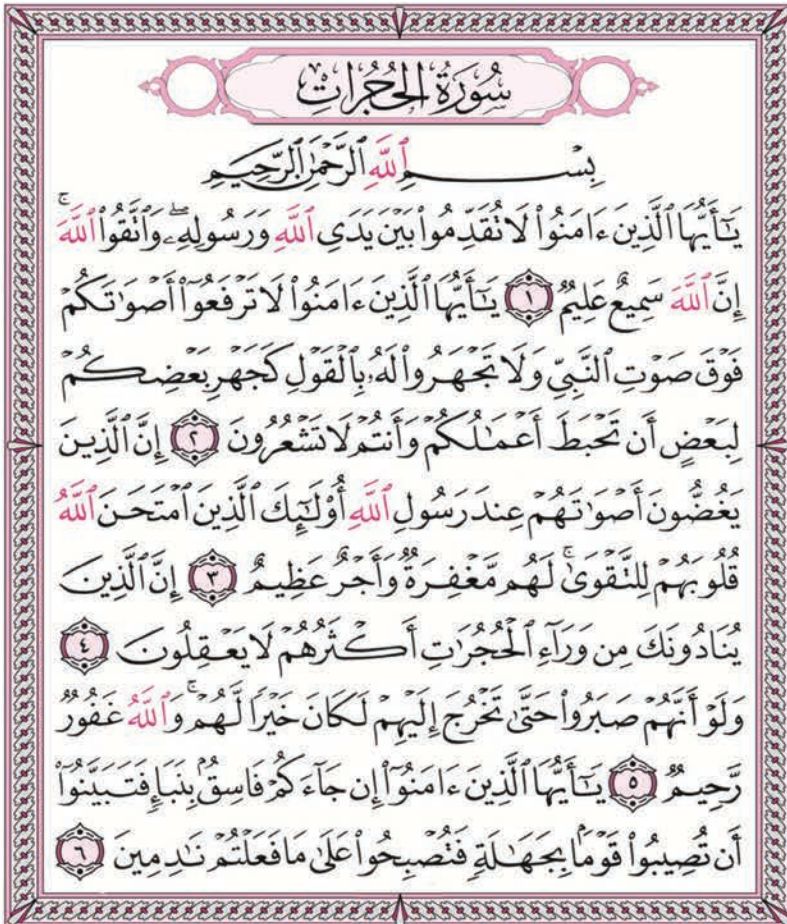 سُورَةُ الحُجُرَاتِ
بِسْمِ ٱللَّهِ ٱلرَّحْمَٰنِ ٱلرَّحِيمِ
يَٰٓأَيُّهَا ٱلَّذِينَ ءَامَنُوا۟ لَا تُقَدِّمُوا۟ بَيْنَ يَدَىِ ٱللَّهِ وَرَسُولِهِۦ ۖ وَٱتَّقُوا۟ ٱللَّهَ ۚ
إِنَّ ٱللَّهَ سَمِيعٌ عَلِيمٌ ١ يَٰٓأَيُّهَا ٱلَّذِينَ ءَامَنُوا۟ لَا تَرْفَعُوٓا۟ أَصْوَٰتَكُمْ
فَوْقَ صَوْتِ ٱلنَّبِىِّ وَلَا تَجْهَرُوا۟ لَهُۥ بِٱلْقَوْلِ كَجَهْرِ بَعْضِكُمْ
لِبَعْضٍ أَن تَحْبَطَ أَعْمَٰلُكُمْ وَأَنتُمْ لَا تَشْعُرُونَ ٢ إِنَّ ٱلَّذِينَ
يَغُضُّونَ أَصْوَٰتَهُمْ عِندَ رَسُولِ ٱللَّهِ أُو۟لَٰٓئِكَ ٱلَّذِينَ ٱمْتَحَنَ ٱللَّهُ
قُلُوبَهُمْ لِلتَّقْوَىٰ ۚ لَهُم مَّغْفِرَةٌ وَأَجْرٌ عَظِيمٌ ٣ إِنَّ ٱلَّذِينَ
يُنَادُونَكَ مِن وَرَآءِ ٱلْحُجُرَٰتِ أَكْثَرُهُمْ لَا يَعْقِلُونَ ٤
وَلَوْ أَنَّهُمْ صَبَرُوا۟ حَتَّىٰ تَخْرُجَ إِلَيْهِمْ لَكَانَ خَيْرًا لَّهُمْ ۚ وَٱللَّهُ غَفُورٌ
رَّحِيمٌ ٥ يَٰٓأَيُّهَا ٱلَّذِينَ ءَامَنُوٓا۟ إِن جَآءَكُمْ فَاسِقٌۢ بِنَبَإٍ فَتَبَيَّنُوٓا۟
أَن تُصِيبُوا۟ قَوْمًۢا بِجَهَٰلَةٍ فَتُصْبِحُوا۟ عَلَىٰ مَا فَعَلْتُمْ نَٰدِمِينَ ٦